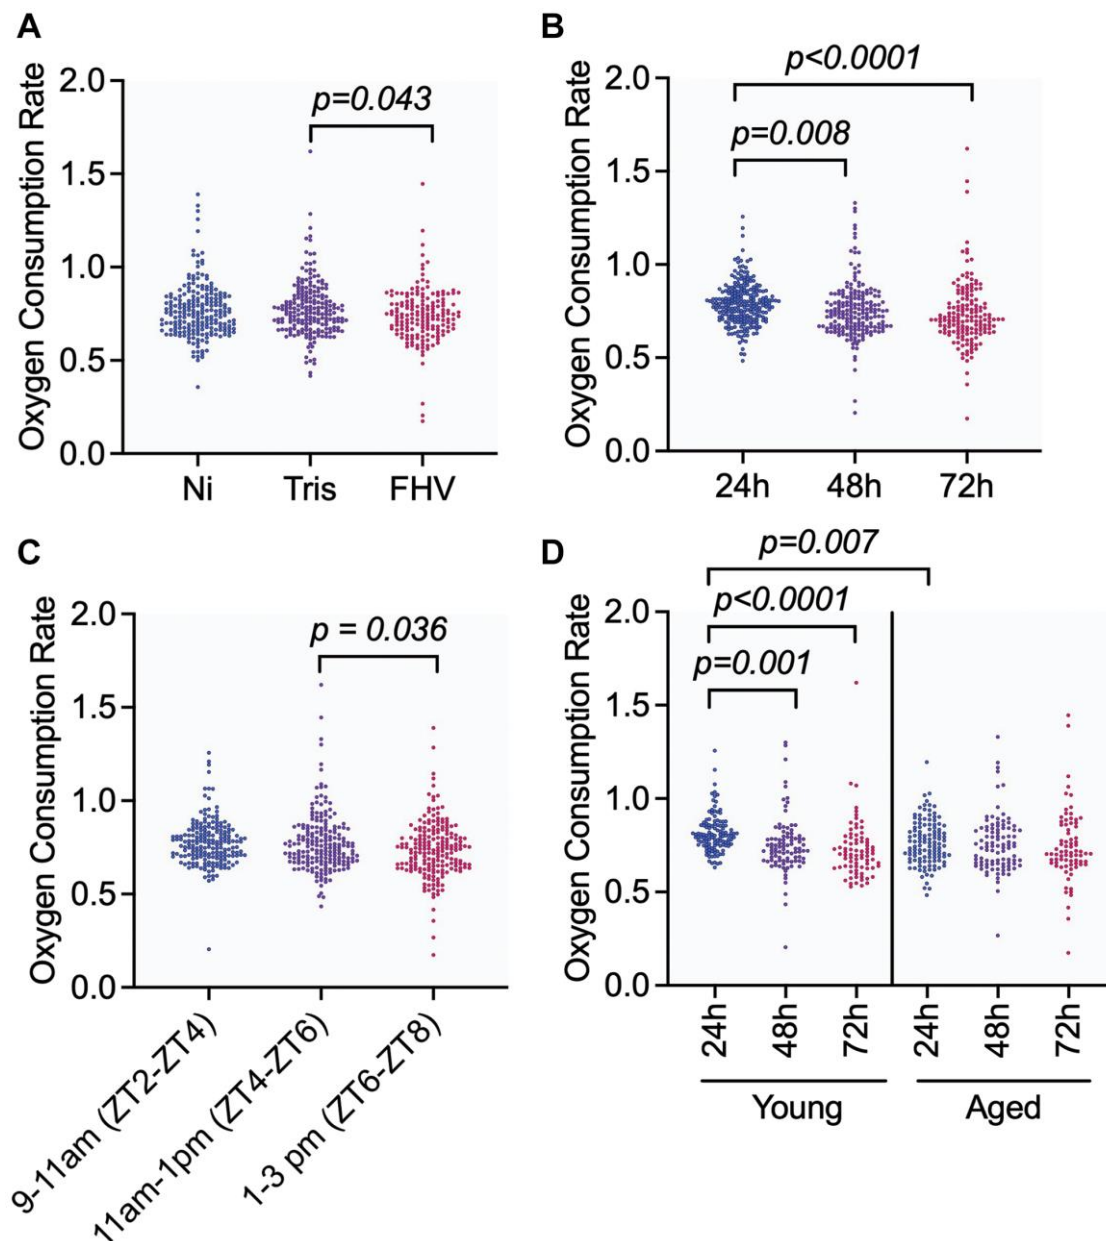 A
Oxygen Consumption Rate
2.0
1.5
1.0
0.5
0.0
p=0.043
Ni Tris FHV
B
Oxygen Consumption Rate
2.0
1.5
1.0
0.5
0.0
p<0.0001
p=0.008
24h 48h 72h
C
Oxygen Consumption Rate
2.0
1.5
1.0
0.5
0.0
p = 0.036
9-11am (ZT2-ZT4)
11am-1pm (ZT4-ZT6)
1-3 pm (ZT6-ZT8)
D
Oxygen Consumption Rate
2.0
1.5
1.0
0.5
0.0
p=0.007
p<0.0001
p=0.001
24h 48h 72h 24h 48h 72h
Young Aged